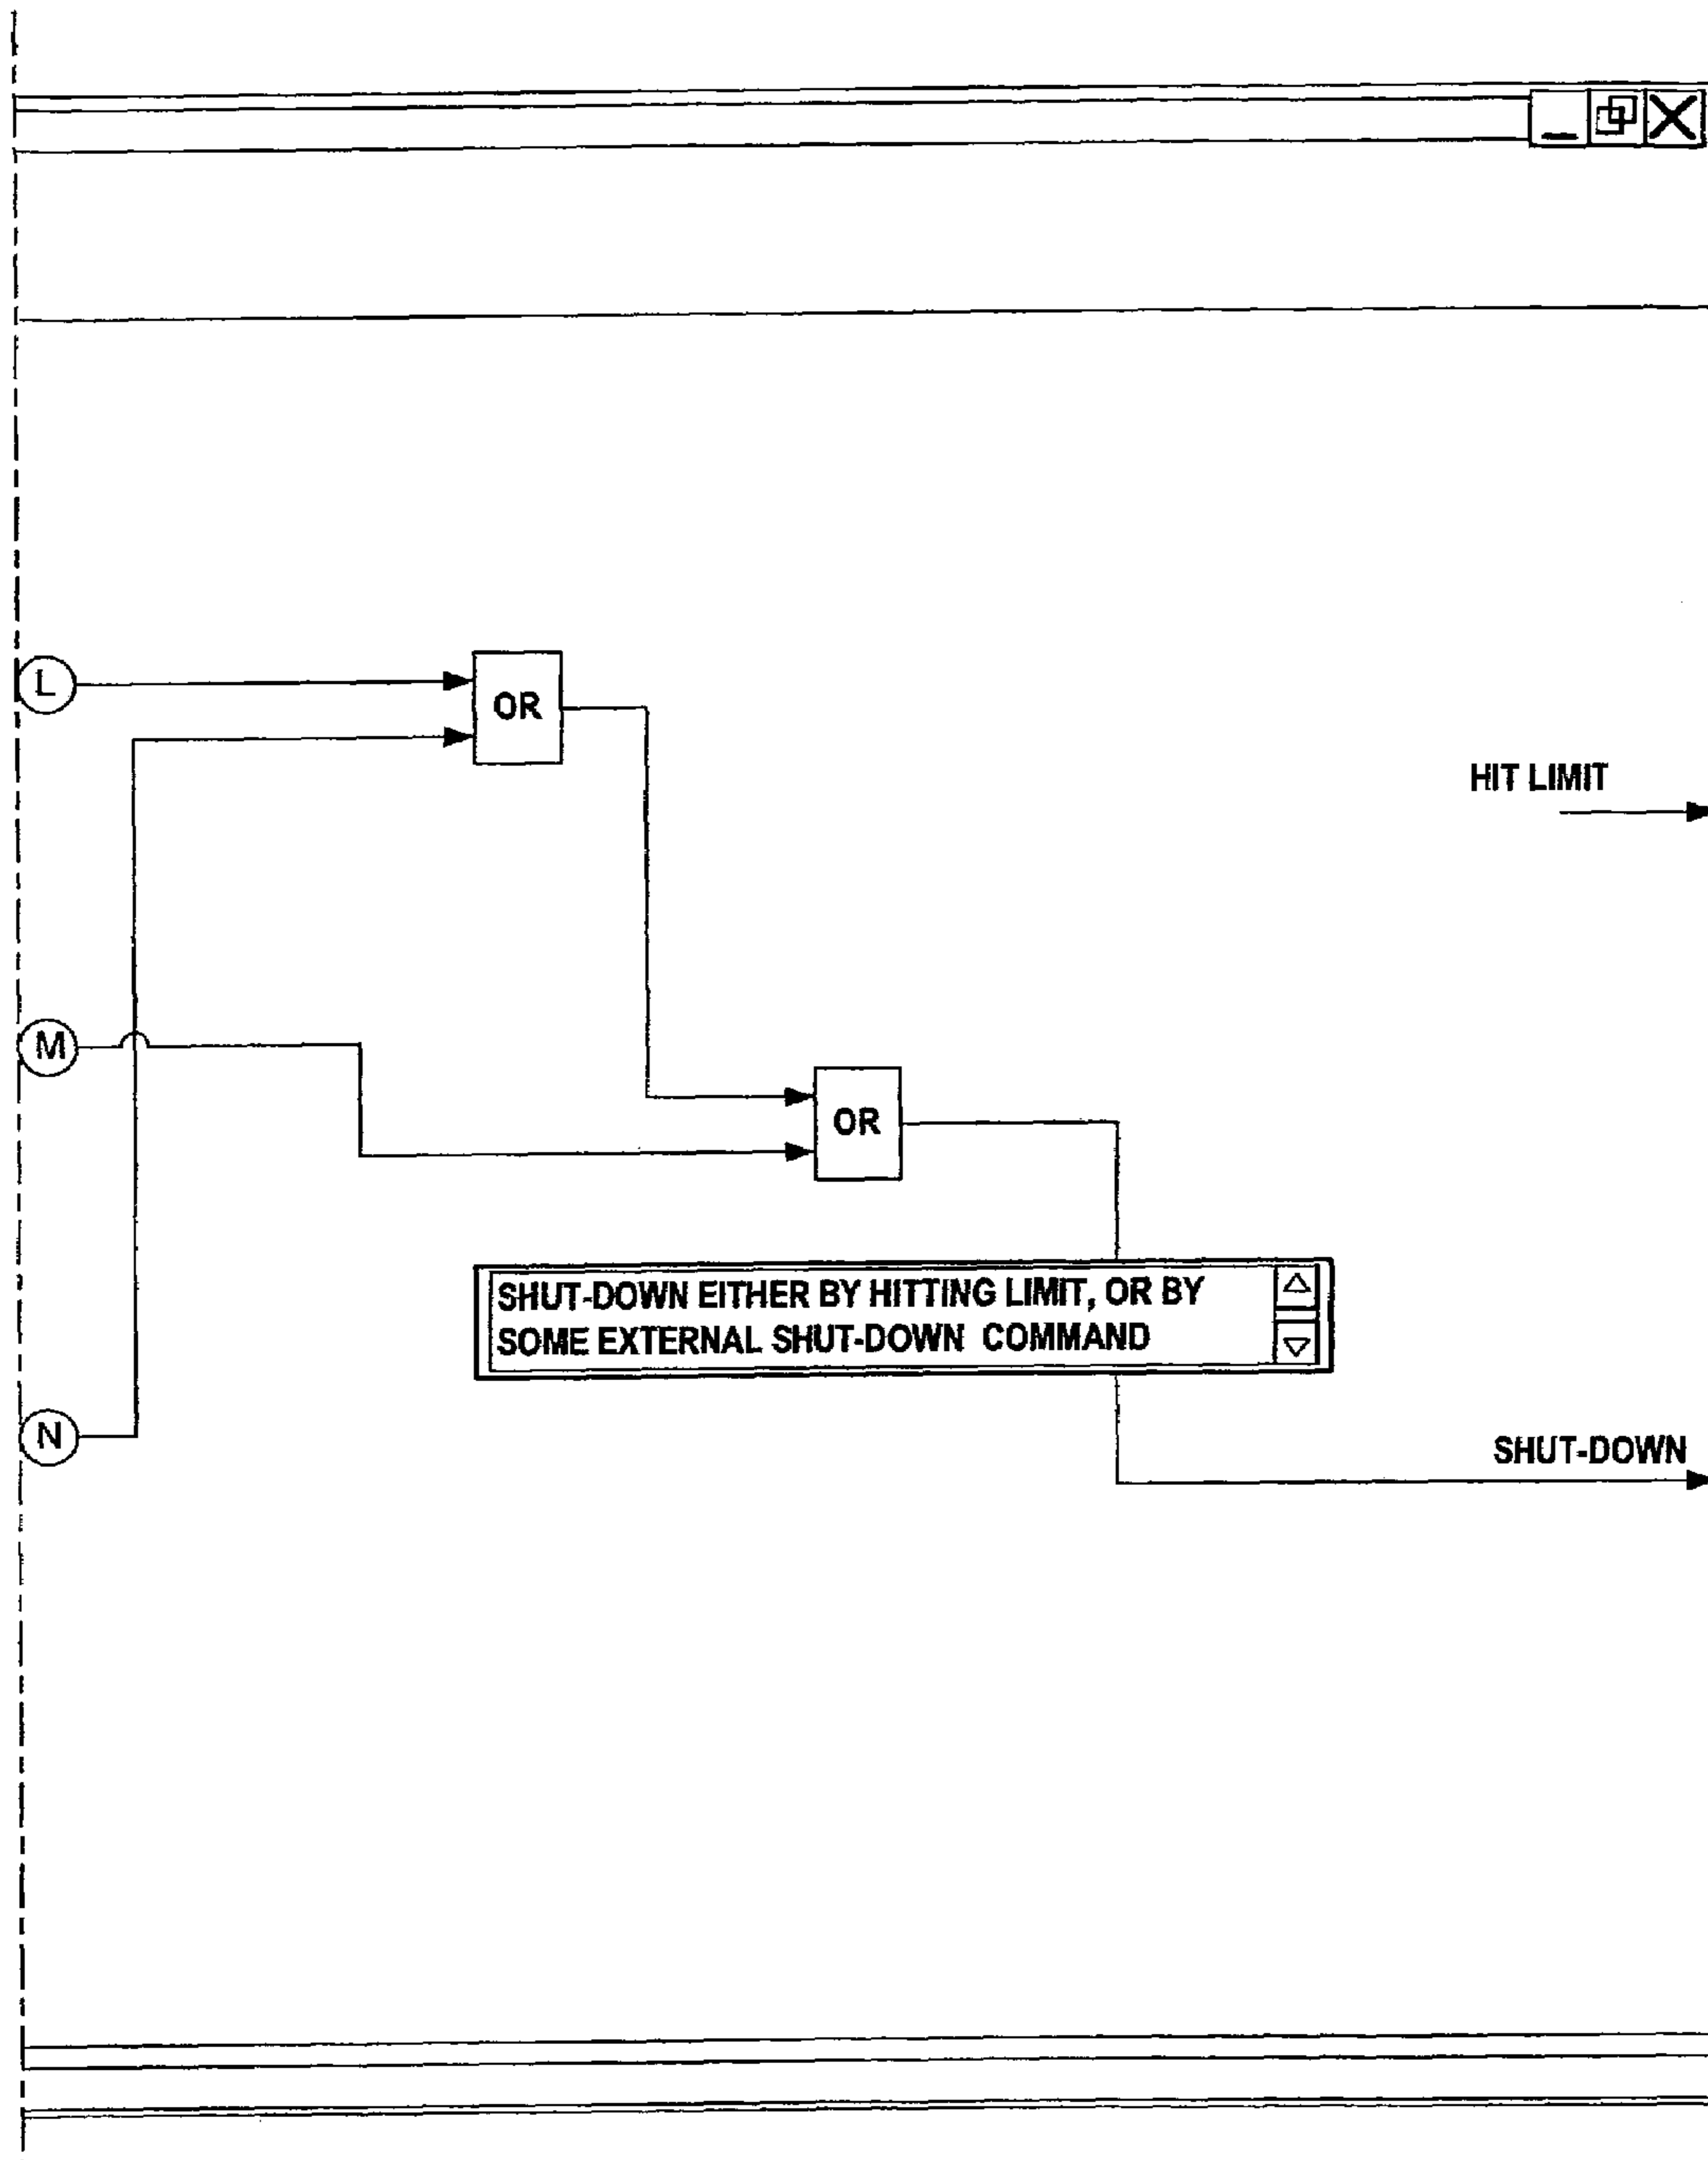 L
OR
HIT LIMIT
M
OR
SHUT-DOWN EITHER BY HITTING LIMIT, OR BY
SOME EXTERNAL SHUT-DOWN COMMAND
N
SHUT-DOWN